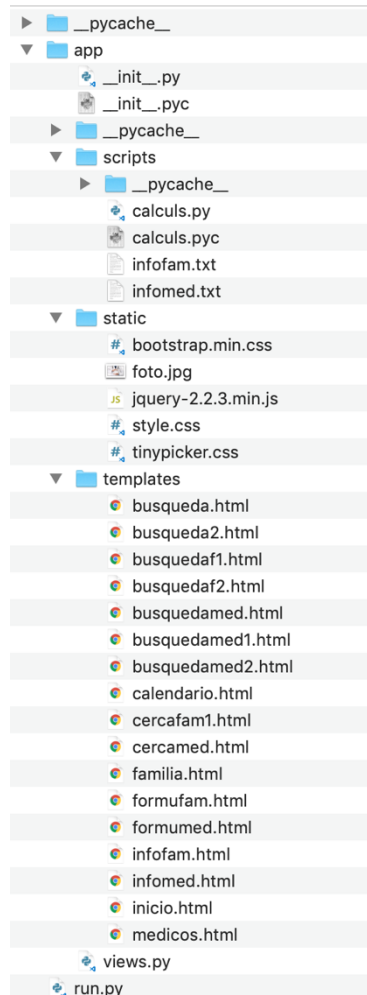 __pycache__
app
__init__.py
__init__.pyc
__pycache__
scripts
__pycache__
calculs.py
calculs.pyc
infofam.txt
infomed.txt
static
bootstrap.min.css
foto.jpg
jquery-2.2.3.min.js
style.css
tinypicker.css
templates
busqueda.html
busqueda2.html
busquedaf1.html
busquedaf2.html
busquedamed.html
busquedamed1.html
busquedamed2.html
calendario.html
cercafam1.html
cercamed.html
familia.html
formufam.html
formumed.html
infofam.html
infomed.html
inicio.html
medicos.html
views.py
run.py